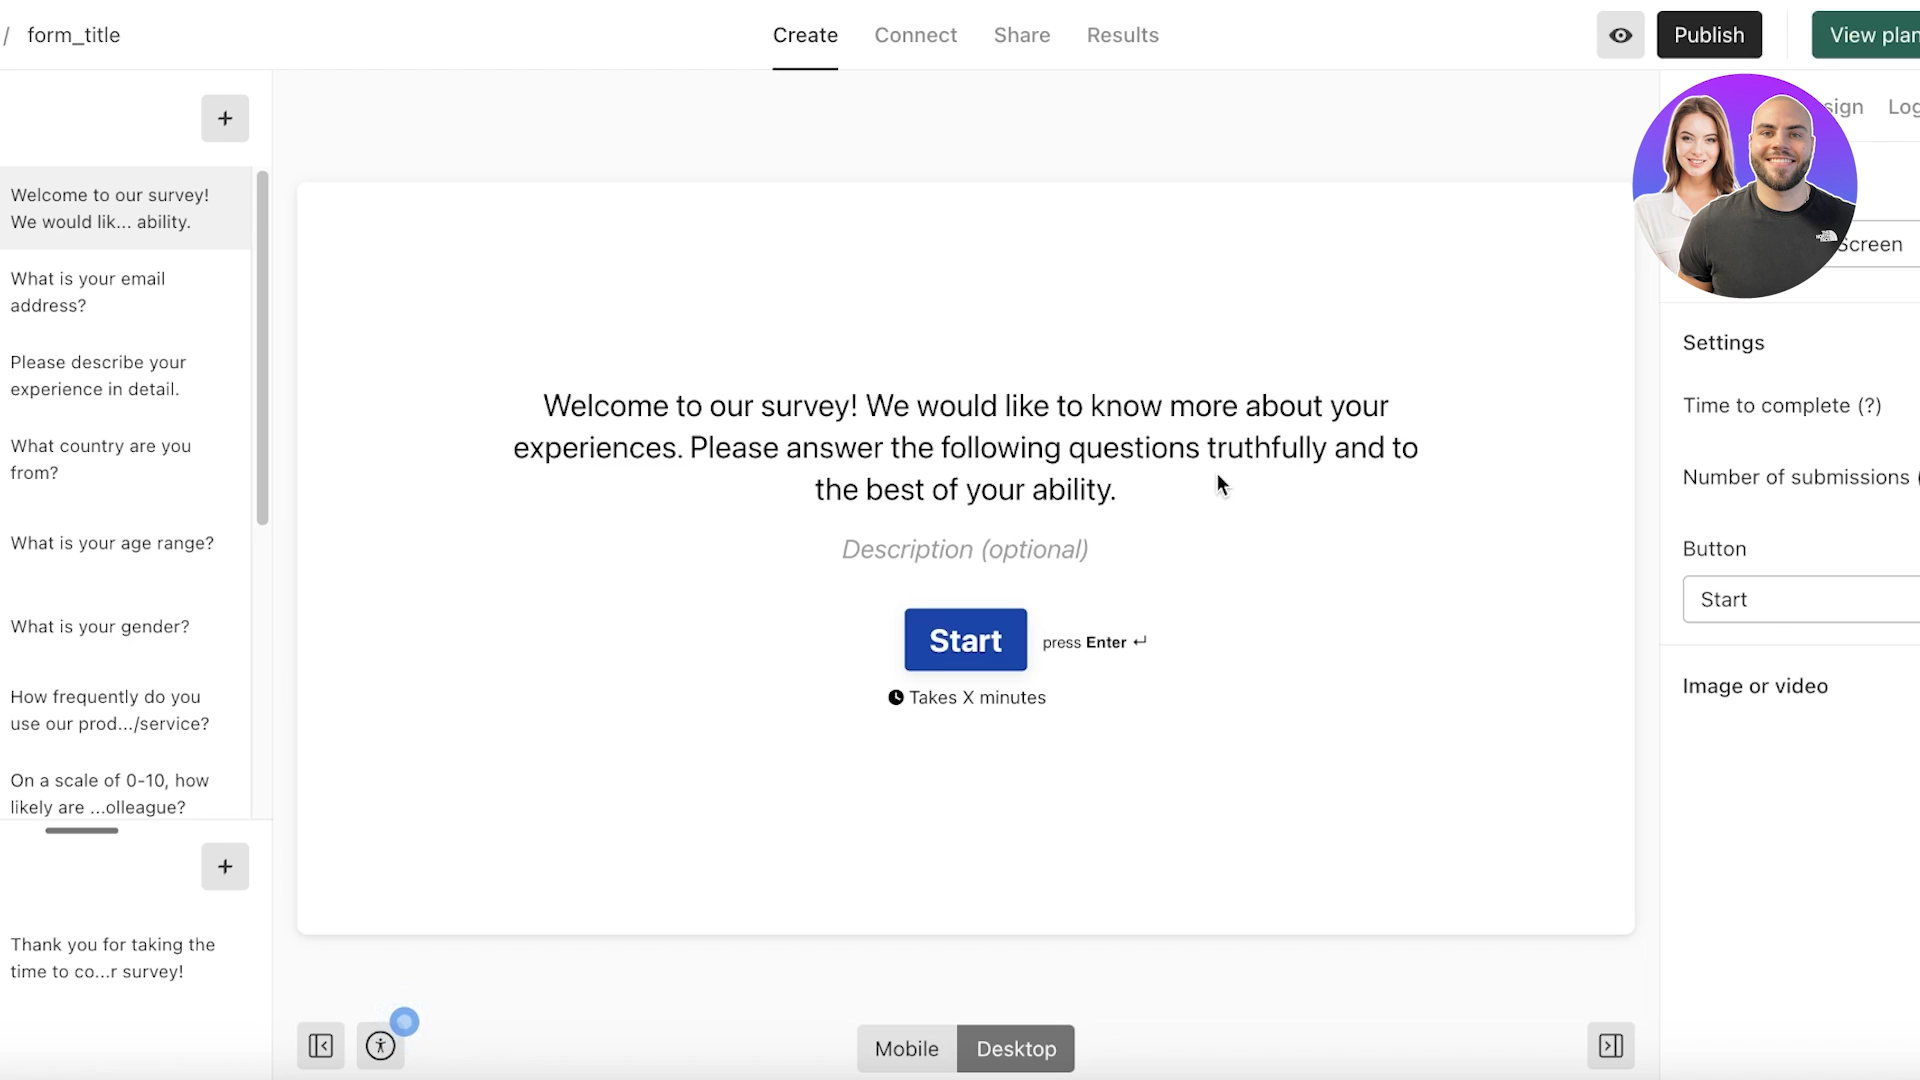 / form_title
Create
Connect
Share
Results
Publish
View plan
sign
Log
Welcome to our survey!
We would lik... ability.
What is your email
address?
Please describe your
experience in detail.
What country are you
from?
What is your age range?
What is your gender?
How frequently do you
use our prod.../service?
On a scale of 0-10, how
likely are ...olleague?
Thank you for taking the
time to co...r survey!
Welcome to our survey! We would like to know more about your
experiences. Please answer the following questions truthfully and to
the best of your ability.
Description (optional)
Start
press Enter ↵
Takes X minutes
Mobile
Desktop
THE NORTH FACE
Screen
Settings
Time to complete (?)
Number of submissions (
Button
Start
Image or video